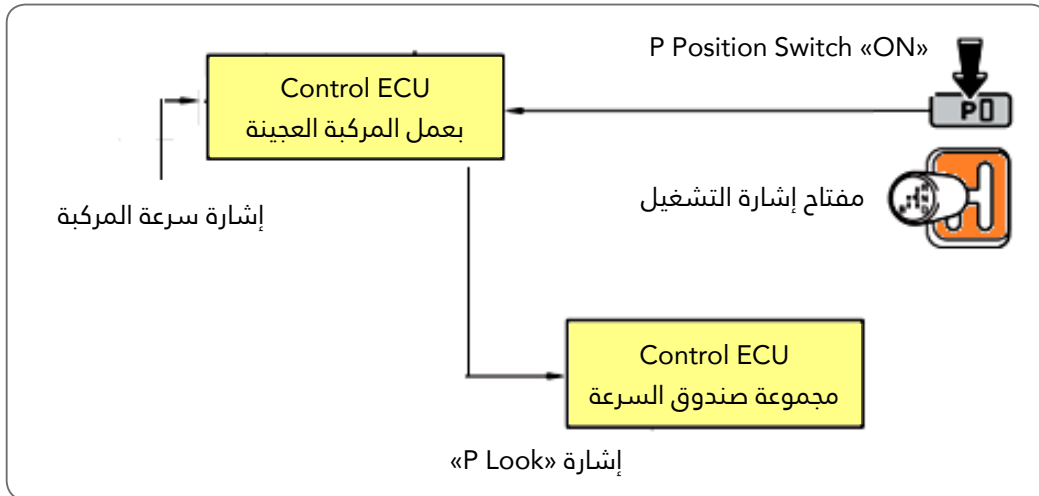 P Position Switch «ON»
Control ECU
بعمل المركبة العجينة
P
مفتاح إشارة التشغيل
إشارة سرعة المركبة
Control ECU
مجموعة صندوق السرعة
إشارة «P Look»